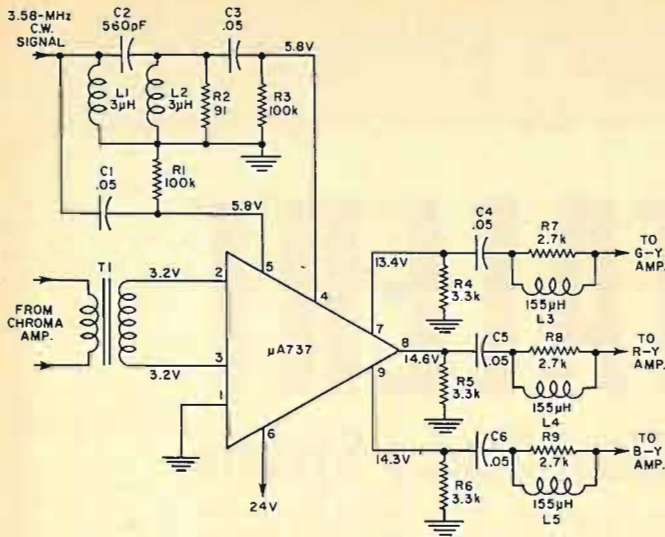 3.58-MHz
C.W.
SIGNAL
C2
560pF
C3
.05
5.8V
L1
3µH
L2
3µH
R2
91
R3
100k
R1
100k
C1
.05
5.8V
T1
FROM
CHROMA
AMP.
3.2V
3.2V
2
3
1
5
4
µA737
6
24V
7
8
9
13.4V
14.6V
14.3V
R4
3.3k
R5
3.3k
R6
3.3k
C4
.05
R7
2.7k
155µH
L3
TO
G-Y
AMP.
C5
.05
R8
2.7k
155µH
L4
TO
R-Y
AMP.
C6
.05
R9
2.7k
155µH
L5
TO
B-Y
AMP.